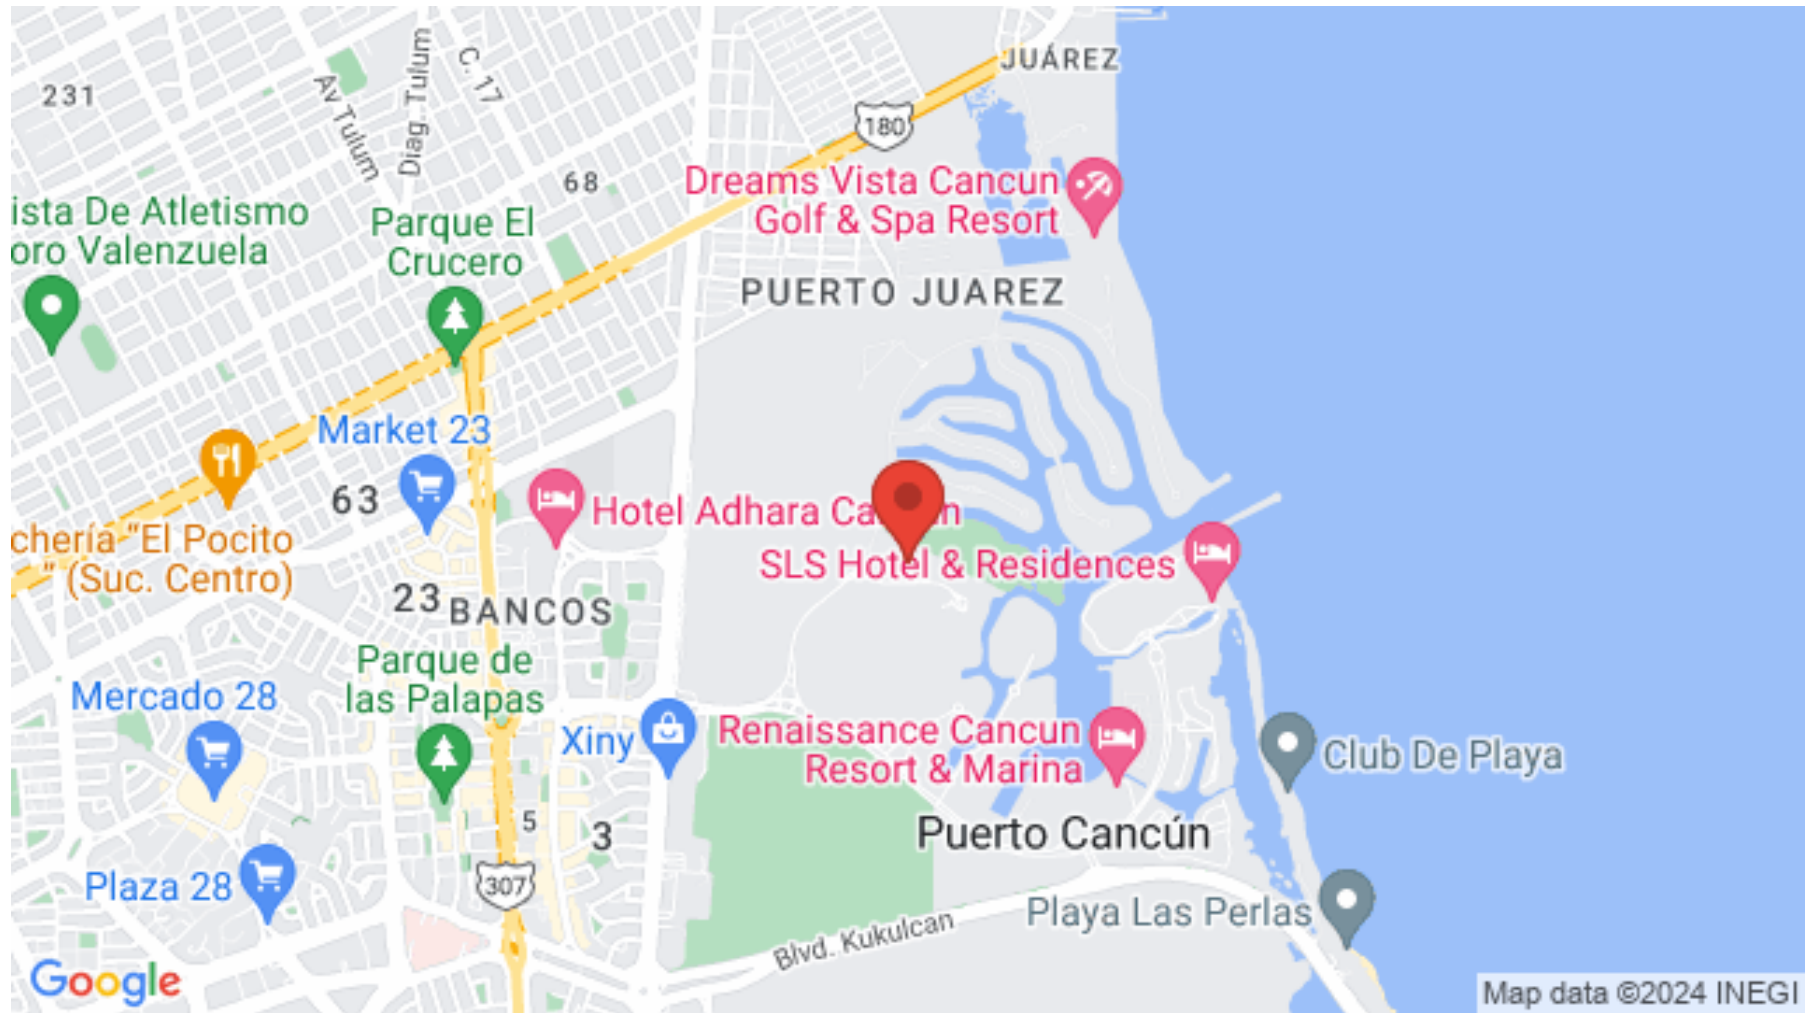 JUÁREZ
231
Av Tulum
Diag. Tulum
C. 17
180
68
Dreams Vista Cancun
Golf & Spa Resort
ista De Atletismo
oro Valenzuela
Parque El
Crucero
PUERTO JUAREZ
Market 23
63
Hotel Adhara
SLS Hotel & Residences
chería "El Pocito
" (Suc. Centro)
23
BANCOS
Parque de
las Palapas
Mercado 28
Xiny
Renaissance Cancun
Resort & Marina
Club De Playa
5
3
Puerto Cancún
307
Plaza 28
Playa Las Perlas
Blvd. Kukulcan
Google
Map data ©2024 INEGI